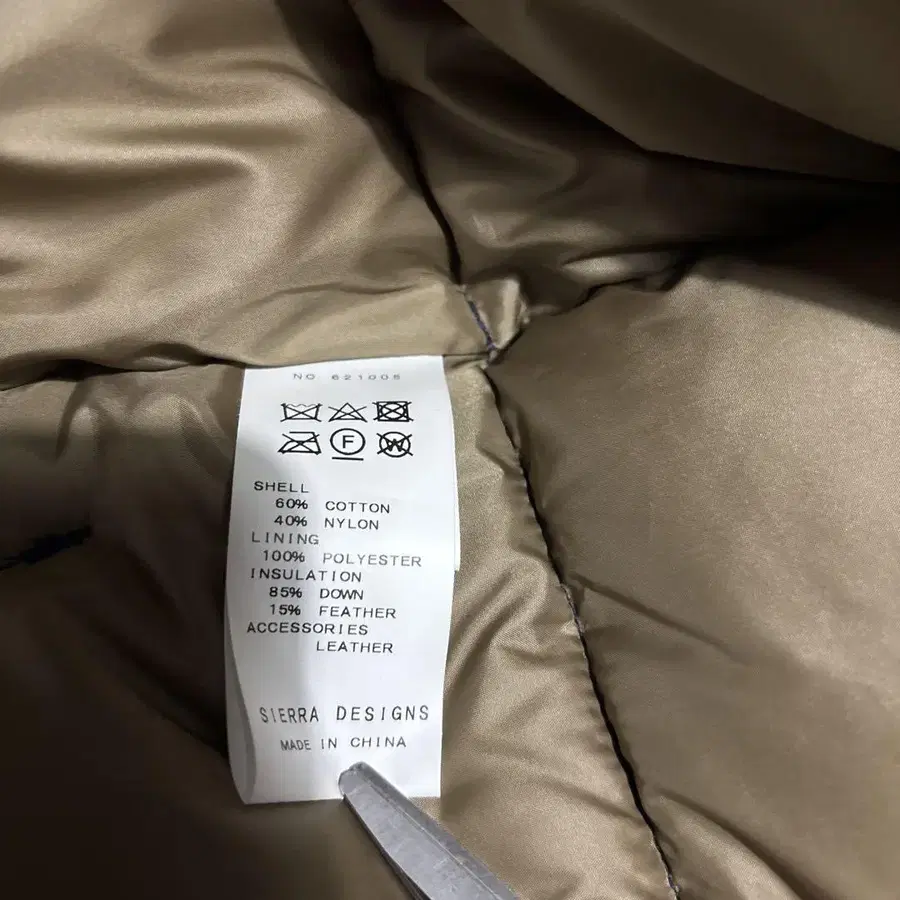 NO 621005
F W
SHELL
60% COTTON
40% NYLON
LINING
100% POLYESTER
INSULATION
85% DOWN
15% FEATHER
ACCESSORIES
LEATHER
SIERRA DESIGNS
MADE IN CHINA